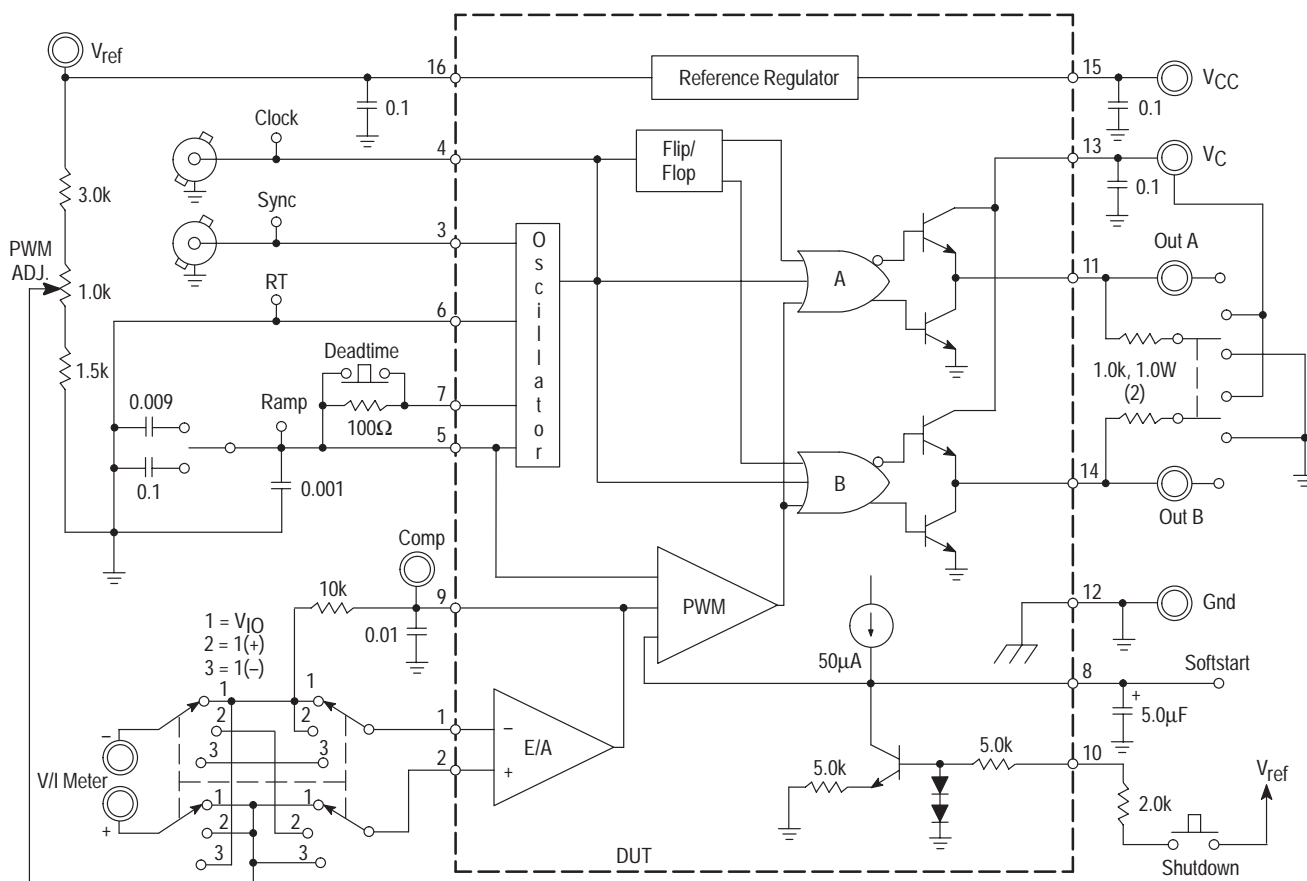 Vref
16
Reference Regulator
15
VCC
0.1
0.1
Clock
4
Flip/
Flop
13
VC
0.1
3.0k
Sync
3
Oscillator
PWM
ADJ.
1.0k
RT
6
A
11
Out A
1.5k
Deadtime
7
100Ω
1.0k, 1.0W
(2)
0.009
Ramp
5
0.1
0.001
B
14
Out B
Comp
10k
9
0.01
PWM
12
Gnd
1 = VIO
2 = 1(+)
3 = 1(–)
50µA
8
Softstart
+
5.0µF
1
1
2
2
3
3
–
V/I Meter
+
1
–
E/A
2
+
1
1
2
2
3
3
5.0k
5.0k
10
Vref
2.0k
Shutdown
DUT